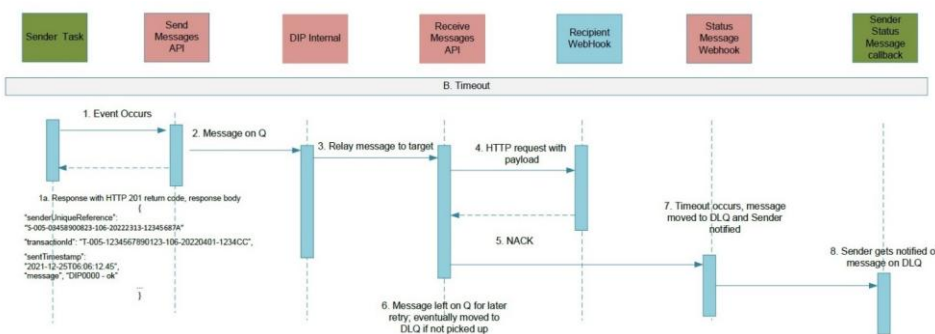 Sender Task
Send
Messages
API
DIP Internal
Receive
Messages
API
Recipient
WebHook
Status
Message
Webhook
Sender
Status
Message
callback
B. Timeout
1. Event Occurs
2. Message on Q
3. Relay message to target
4. HTTP request with
payload
1a. Response with HTTP 201 return code, response body
{
"senderUniqueReference":
"S-005-03458900823-106-20222313-12345687A"
"transactionId": "T-005-1234567890123-106-20220401-1234CC",
"sentTimestamp":
"2021-12-25T06:06:12.45",
"message", "DIP0000 - ok"
...
}
5. NACK
6. Message left on Q for later
retry; eventually moved to
DLQ if not picked up
7. Timeout occurs, message
moved to DLQ and Sender
notified
8. Sender gets notified o
message on DLQ